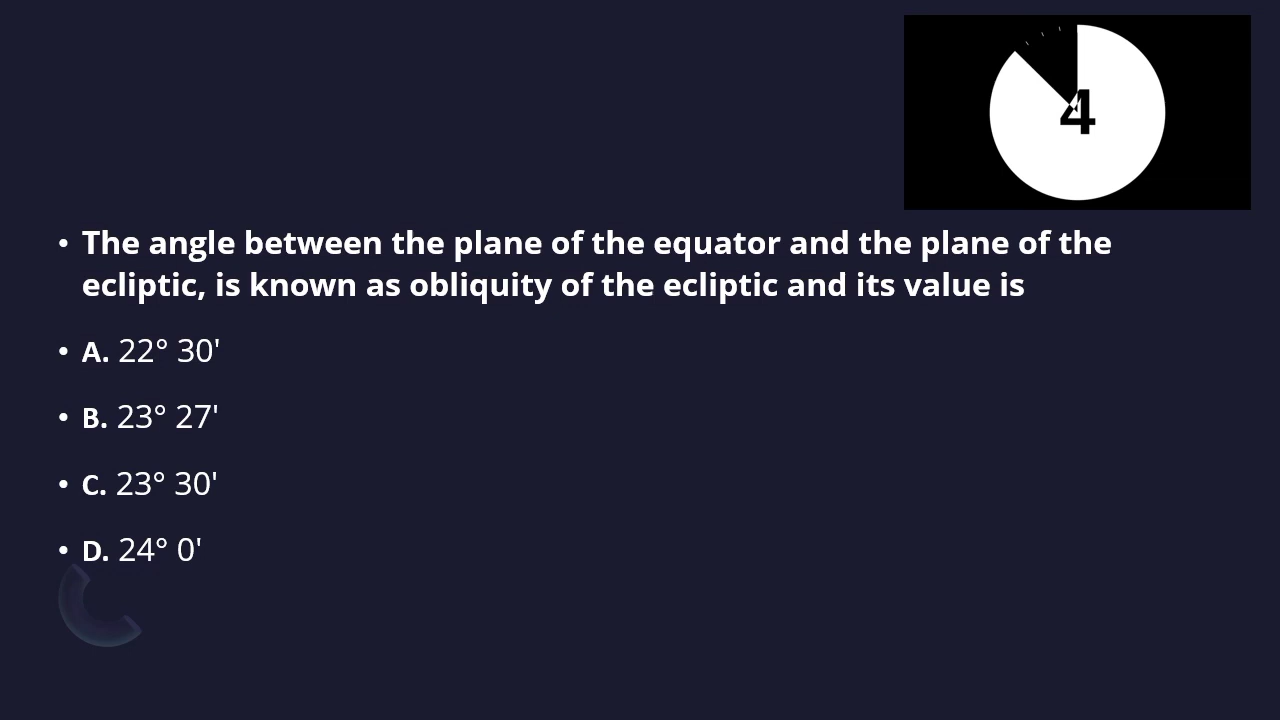 4
• The angle between the plane of the equator and the plane of the
ecliptic, is known as obliquity of the ecliptic and its value is
• A. 22° 30'
• B. 23° 27'
• C. 23° 30'
• D. 24° 0'